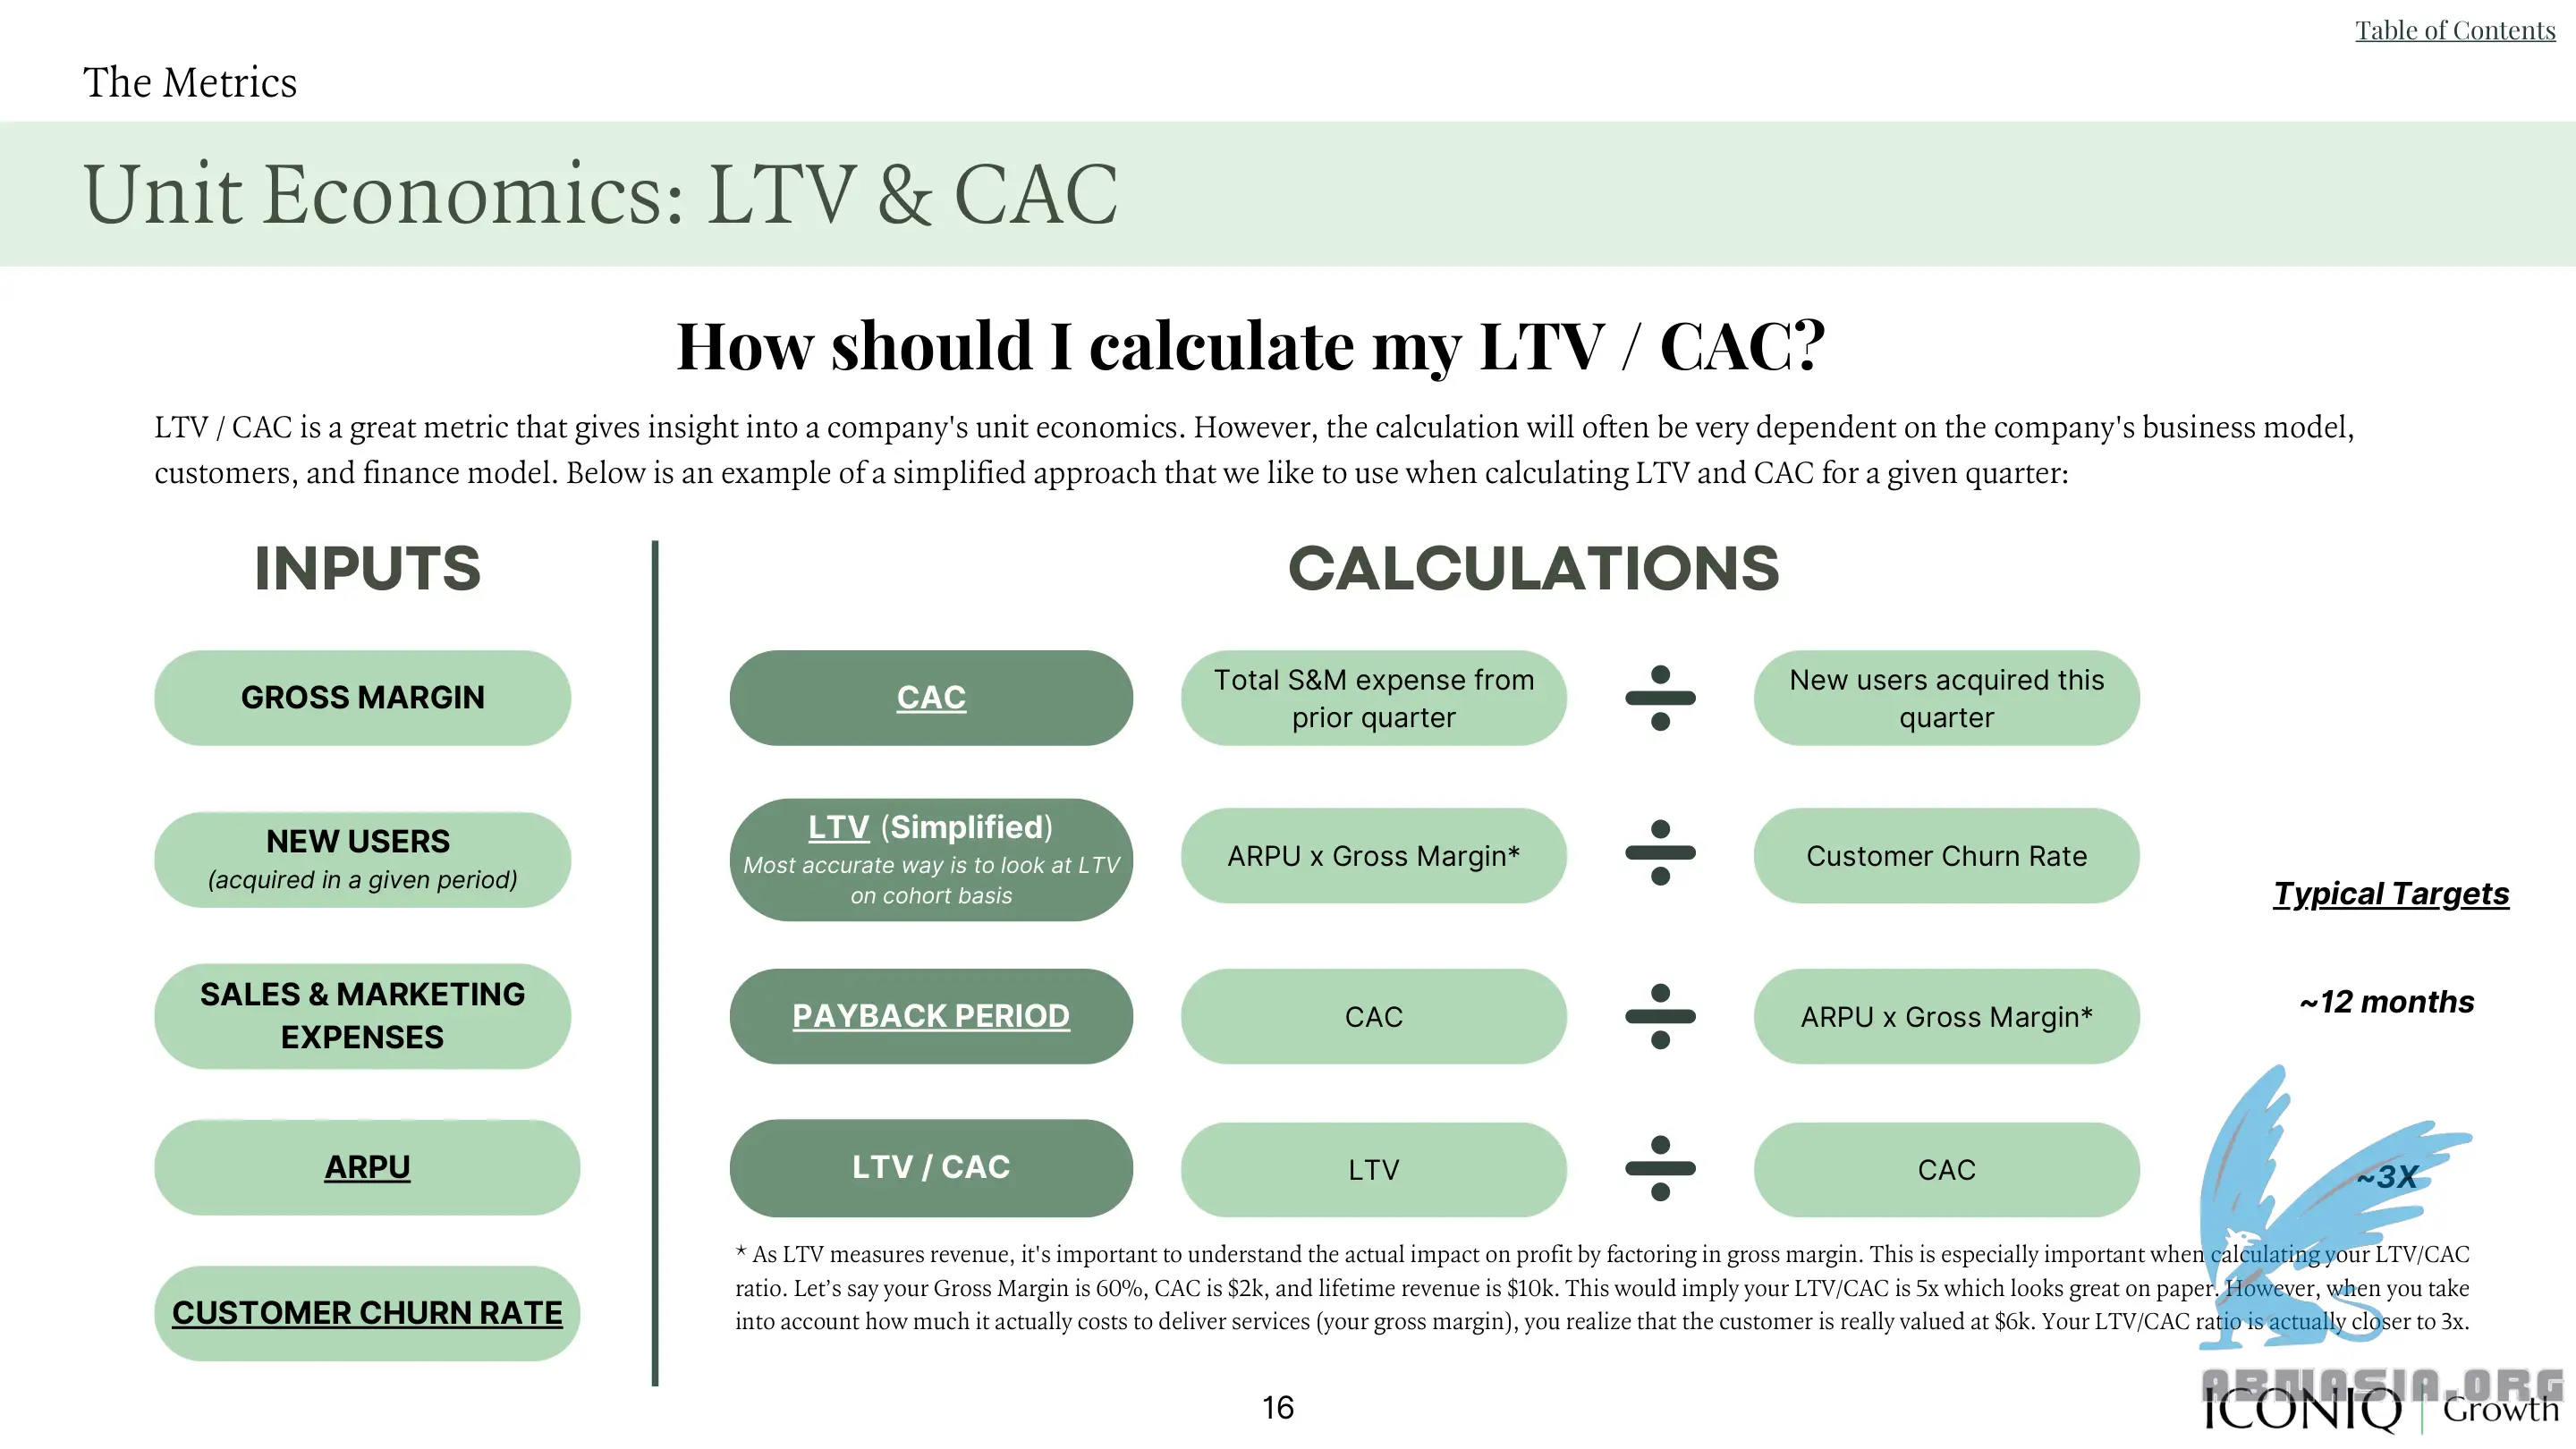 Table of Contents
The Metrics
Unit Economics: LTV & CAC
How should I calculate my LTV / CAC?
LTV / CAC is a great metric that gives insight into a company's unit economics. However, the calculation will often be very dependent on the company's business model,
customers, and finance model. Below is an example of a simplified approach that we like to use when calculating LTV and CAC for a given quarter:
INPUTS
GROSS MARGIN
NEW USERS
(acquired in a given period)
SALES & MARKETING
EXPENSES
ARPU
CUSTOMER CHURN RATE
CALCULATIONS
CAC
Total S&M expense from
prior quarter
÷
New users acquired this
quarter
LTV (Simplified)
Most accurate way is to look at LTV
on cohort basis
ARPU x Gross Margin*
÷
Customer Churn Rate
Typical Targets
PAYBACK PERIOD
CAC
÷
ARPU x Gross Margin*
~12 months
LTV / CAC
LTV
÷
CAC
~3X
* As LTV measures revenue, it's important to understand the actual impact on profit by factoring in gross margin. This is especially important when calculating your LTV/CAC
ratio. Let’s say your Gross Margin is 60%, CAC is $2k, and lifetime revenue is $10k. This would imply your LTV/CAC is 5x which looks great on paper. However, when you take
into account how much it actually costs to deliver services (your gross margin), you realize that the customer is really valued at $6k. Your LTV/CAC ratio is actually closer to 3x.
16
ABMASIA.ORG
ICONIQ | Growth